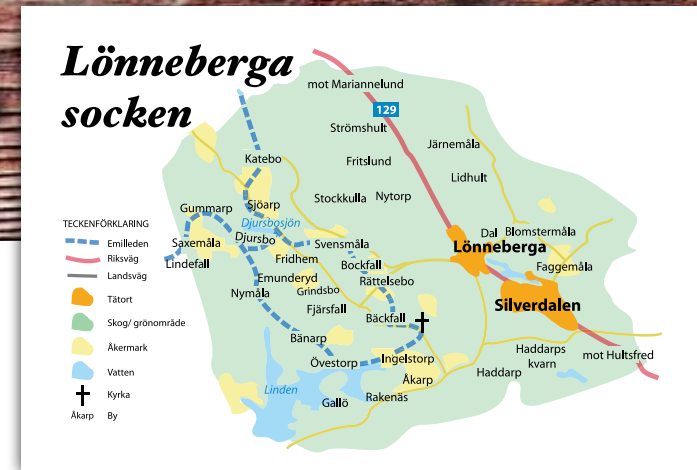 Lönneberga
socken
mot Mariannelund
129
Strömshult
Järnemåla
Katebo
Fritslund
Lidhult
Stockkulla
Nytorp
Gummarp
Sjöarp
Djursbosjön
Dal
Blomstermåla
Saxemåla
Djursbo
Svensmåla
Lönneberga
Lindefall
Fridhem
Bockfall
Faggemåla
Emunderyd
Rättelsebo
Nymåla
Grindsbo
Silverdalen
Fjärsfall
Bäckfall
Bänarp
Haddarps
kvarn
mot Hultsfred
Övestorp
Ingelstorp
Haddarp
Åkarp
Linden
Gallö
Rakenäs
TECKENFÖRKLARING
Emilleden
Riksväg
Landsväg
Tätort
Skog/ grönområde
Åkermark
Vatten
Kyrka
Åkarp By